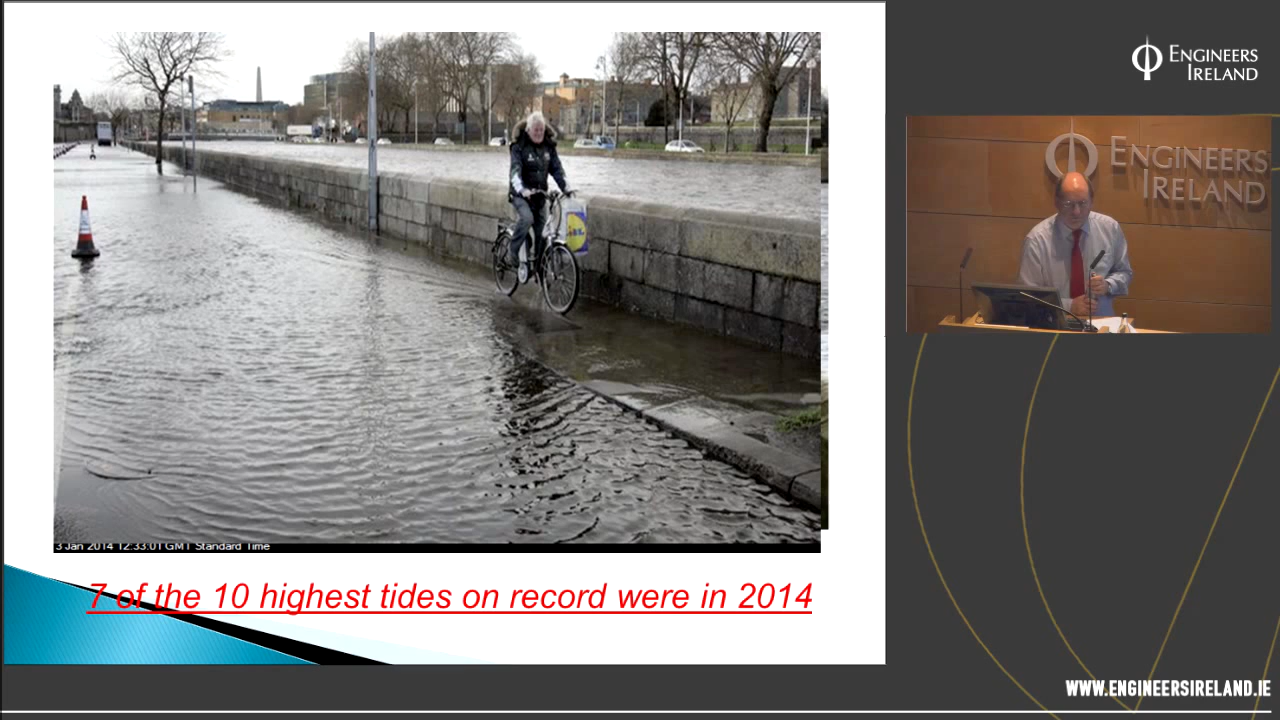 ENGINEERS
IRELAND
ENGINEERS
IRELAND
3 Jan 2014 12:33:01 GMT Standard Time
7 of the 10 highest tides on record were in 2014
WWW.ENGINEERSIRELAND.IE